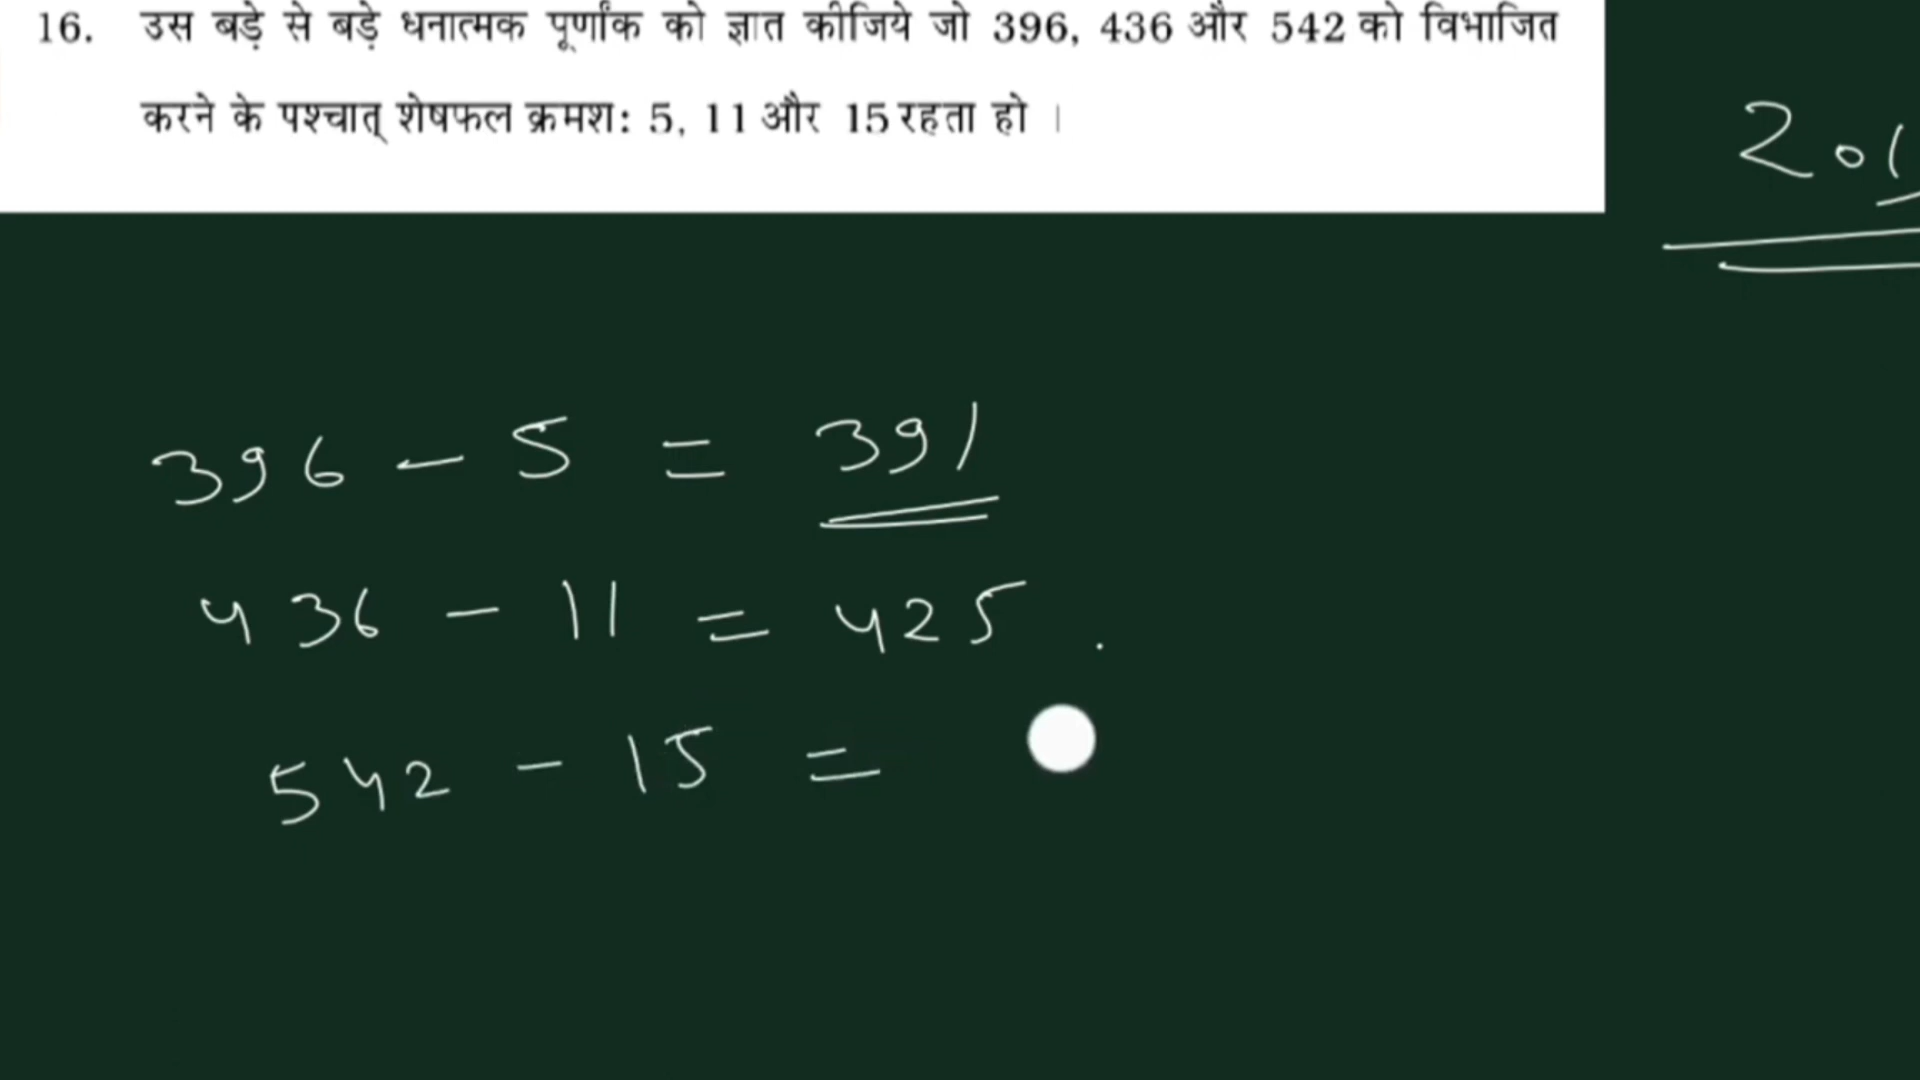 16. उस बड़े से बड़े धनात्मक पूर्णांक को ज्ञात कीजिये जो 396, 436 और 542 को विभाजित
करने के पश्चात् शेषफल क्रमश: 5, 11 और 15 रहता हो ।
201
396 - 5 = 391
436 - 11 = 425 .
542 - 15 =